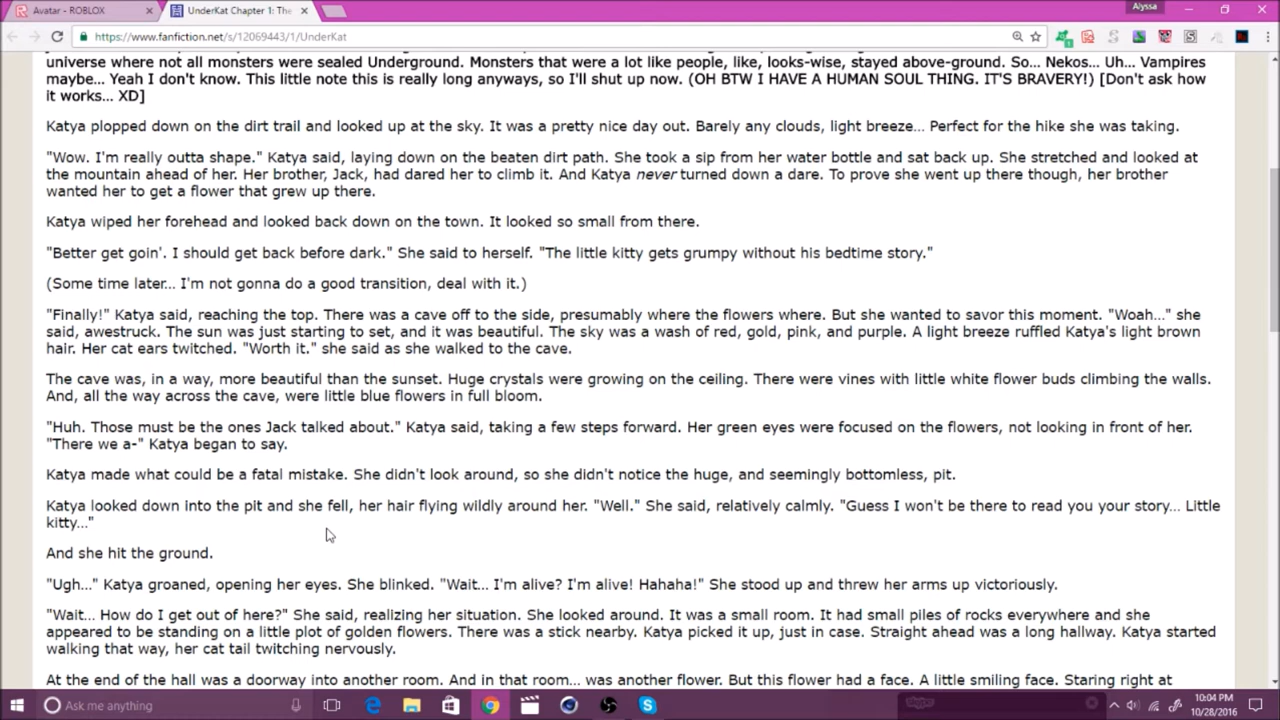 Alyssa
Avatar - ROBLOX
UnderKat Chapter 1: The
https://www.fanfiction.net/s/12069443/1/UnderKat
universe where not all monsters were sealed Underground. Monsters that were a lot like people, like, looks-wise, stayed above-ground. So... Nekos... Uh... Vampires
maybe... Yeah I don't know. This little note this is really long anyways, so I'll shut up now. (OH BTW I HAVE A HUMAN SOUL THING. IT'S BRAVERY!) [Don't ask how
it works... XD]
Katya plopped down on the dirt trail and looked up at the sky. It was a pretty nice day out. Barely any clouds, light breeze... Perfect for the hike she was taking.
"Wow. I'm really outta shape." Katya said, laying down on the beaten dirt path. She took a sip from her water bottle and sat back up. She stretched and looked at
the mountain ahead of her. Her brother, Jack, had dared her to climb it. And Katya never turned down a dare. To prove she went up there though, her brother
wanted her to get a flower that grew up there.
Katya wiped her forehead and looked back down on the town. It looked so small from there.
"Better get goin'. I should get back before dark." She said to herself. "The little kitty gets grumpy without his bedtime story."
(Some time later... I'm not gonna do a good transition, deal with it.)
"Finally!" Katya said, reaching the top. There was a cave off to the side, presumably where the flowers where. But she wanted to savor this moment. "Woah..." she
said, awestruck. The sun was just starting to set, and it was beautiful. The sky was a wash of red, gold, pink, and purple. A light breeze ruffled Katya's light brown
hair. Her cat ears twitched. "Worth it." she said as she walked to the cave.
The cave was, in a way, more beautiful than the sunset. Huge crystals were growing on the ceiling. There were vines with little white flower buds climbing the walls.
And, all the way across the cave, were little blue flowers in full bloom.
"Huh. Those must be the ones Jack talked about." Katya said, taking a few steps forward. Her green eyes were focused on the flowers, not looking in front of her.
"There we a-" Katya began to say.
Katya made what could be a fatal mistake. She didn't look around, so she didn't notice the huge, and seemingly bottomless, pit.
Katya looked down into the pit and she fell, her hair flying wildly around her. "Well." She said, relatively calmly. "Guess I won't be there to read you your story... Little
kitty..."
And she hit the ground.
"Ugh..." Katya groaned, opening her eyes. She blinked. "Wait... I'm alive? I'm alive! Hahaha!" She stood up and threw her arms up victoriously.
"Wait... How do I get out of here?" She said, realizing her situation. She looked around. It was a small room. It had small piles of rocks everywhere and she
appeared to be standing on a little plot of golden flowers. There was a stick nearby. Katya picked it up, just in case. Straight ahead was a long hallway. Katya started
walking that way, her cat tail twitching nervously.
At the end of the hall was a doorway into another room. And in that room... was another flower. But this flower had a face. A little smiling face. Staring right at
Ask me anything
10:04 PM
10/28/2016